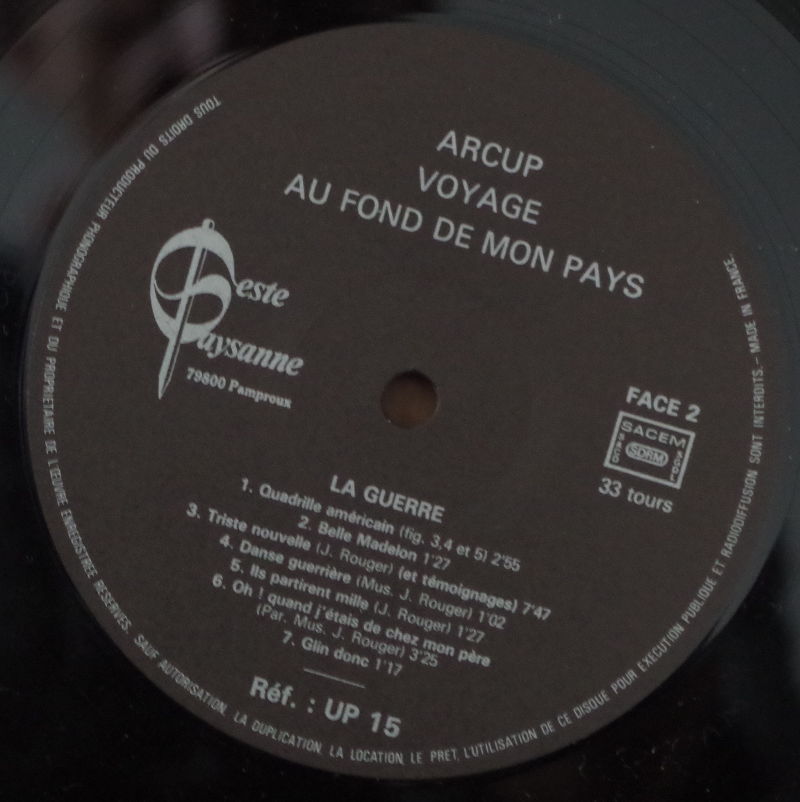 ARCUP
VOYAGE
AU FOND DE MON PAYS
Geste
Paysanne
79800 Pamproux
FACE 2
SACEM
SACD
SDRM
SGDL
33 tours
LA GUERRE
1. Quadrille américain (fig. 3,4 et 5) 2'55
2. Belle Madelon 1'27
3. Triste nouvelle (J. Rouger) (et témoignages) 7'47
4. Danse guerrière (Mus. J. Rouger) 1'02
5. Ils partirent mille (J. Rouger) 1'27
6. Oh ! quand j'étais de chez mon père
(Par. Mus. J. Rouger) 3'25
7. Glin donc 1'17
Réf. : UP 15
TOUS DROITS DU PRODUCTEUR PHONOGRAPHIQUE ET DU PROPRIETAIRE DE L'ŒUVRE ENREGISTREE RESERVES. SAUF AUTORISATION, LA DUPLICATION, LA LOCATION, LE PRET, L'UTILISATION DE CE DISQUE POUR EXECUTION PUBLIQUE ET RADIODIFFUSION SONT INTERDITS. - MADE IN FRANCE.